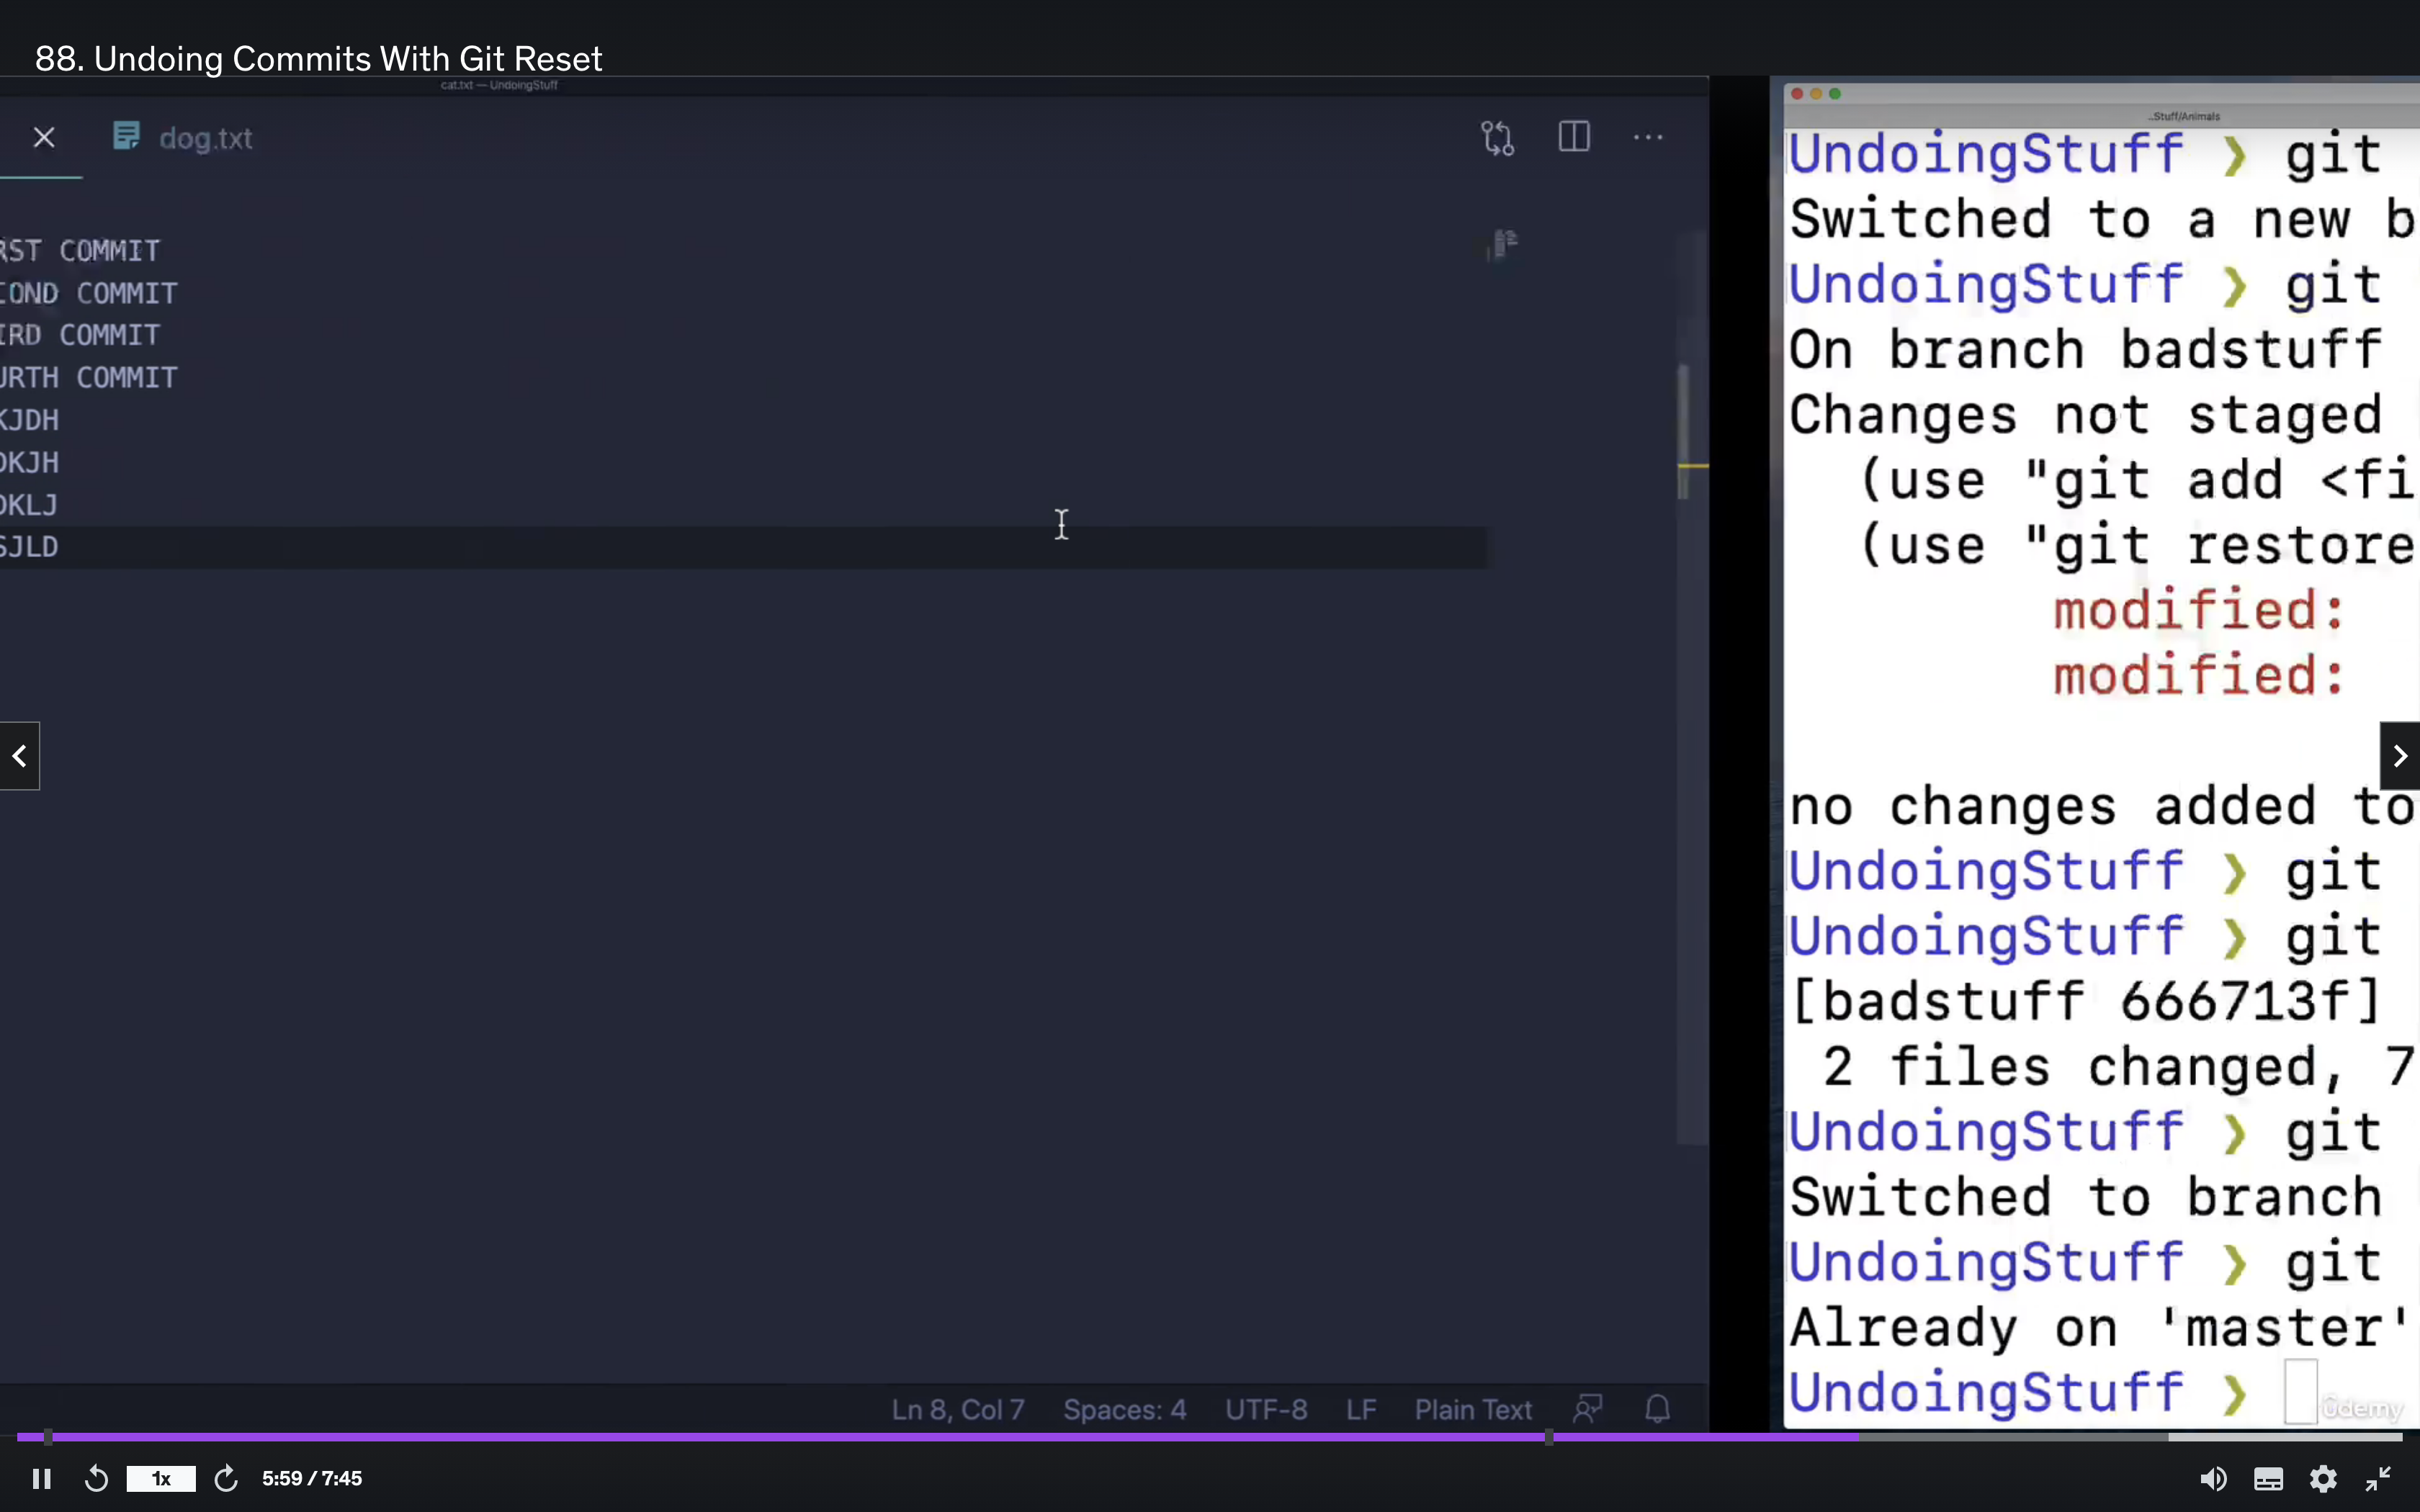 88. Undoing Commits With Git Reset
cat.txt — UndoingStuff
dog.txt
RST COMMIT
COND COMMIT
IRD COMMIT
URTH COMMIT
KJDH
DKJH
DKLJ
SJLD
Ln 8, Col 7 Spaces: 4 UTF-8 LF Plain Text
..Stuff/Animals
UndoingStuff ❯ git
Switched to a new b
UndoingStuff ❯ git
On branch badstuff
Changes not staged
(use "git add <fi
(use "git restore
modified:
modified:
no changes added to
UndoingStuff ❯ git
UndoingStuff ❯ git
[badstuff 666713f]
2 files changed, 7
UndoingStuff ❯ git
Switched to branch
UndoingStuff ❯ git
Already on 'master'
UndoingStuff ❯
ûdemy
1x 5:59 / 7:45